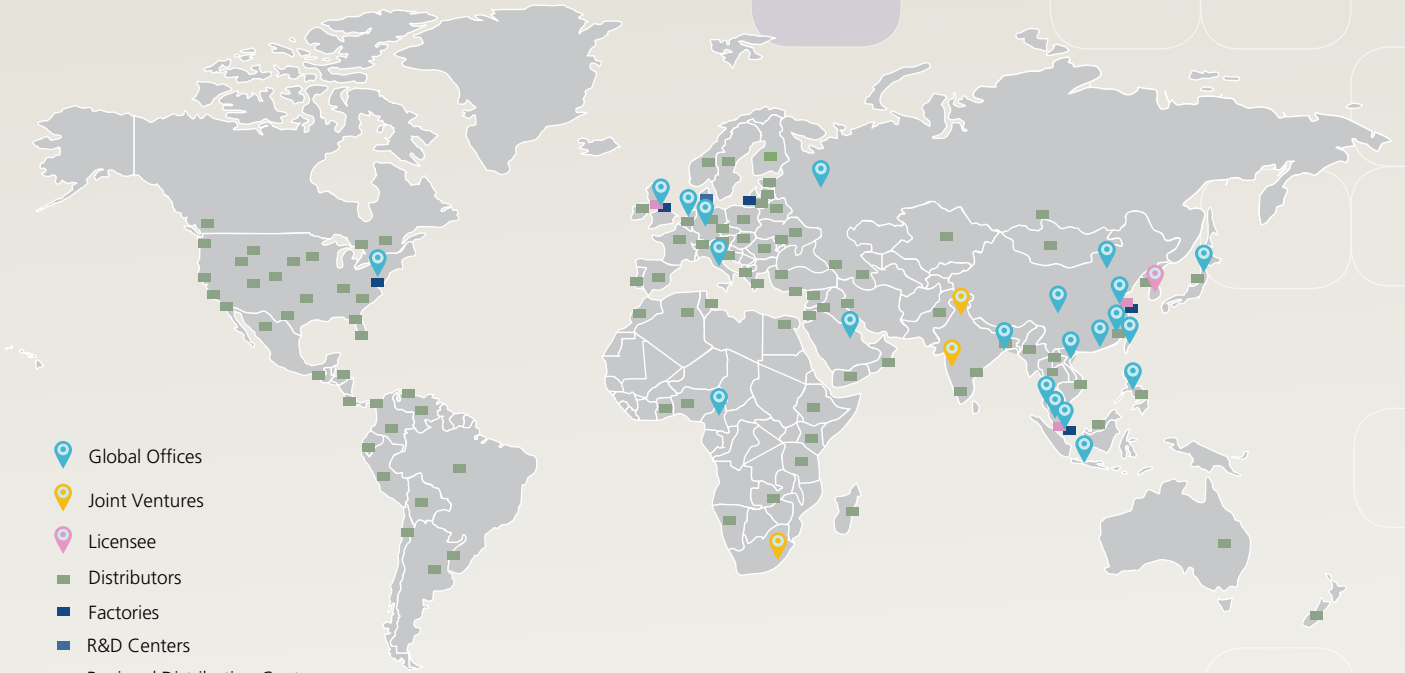 Global Offices
Joint Ventures
Licensee
Distributors
Factories
R&D Centers